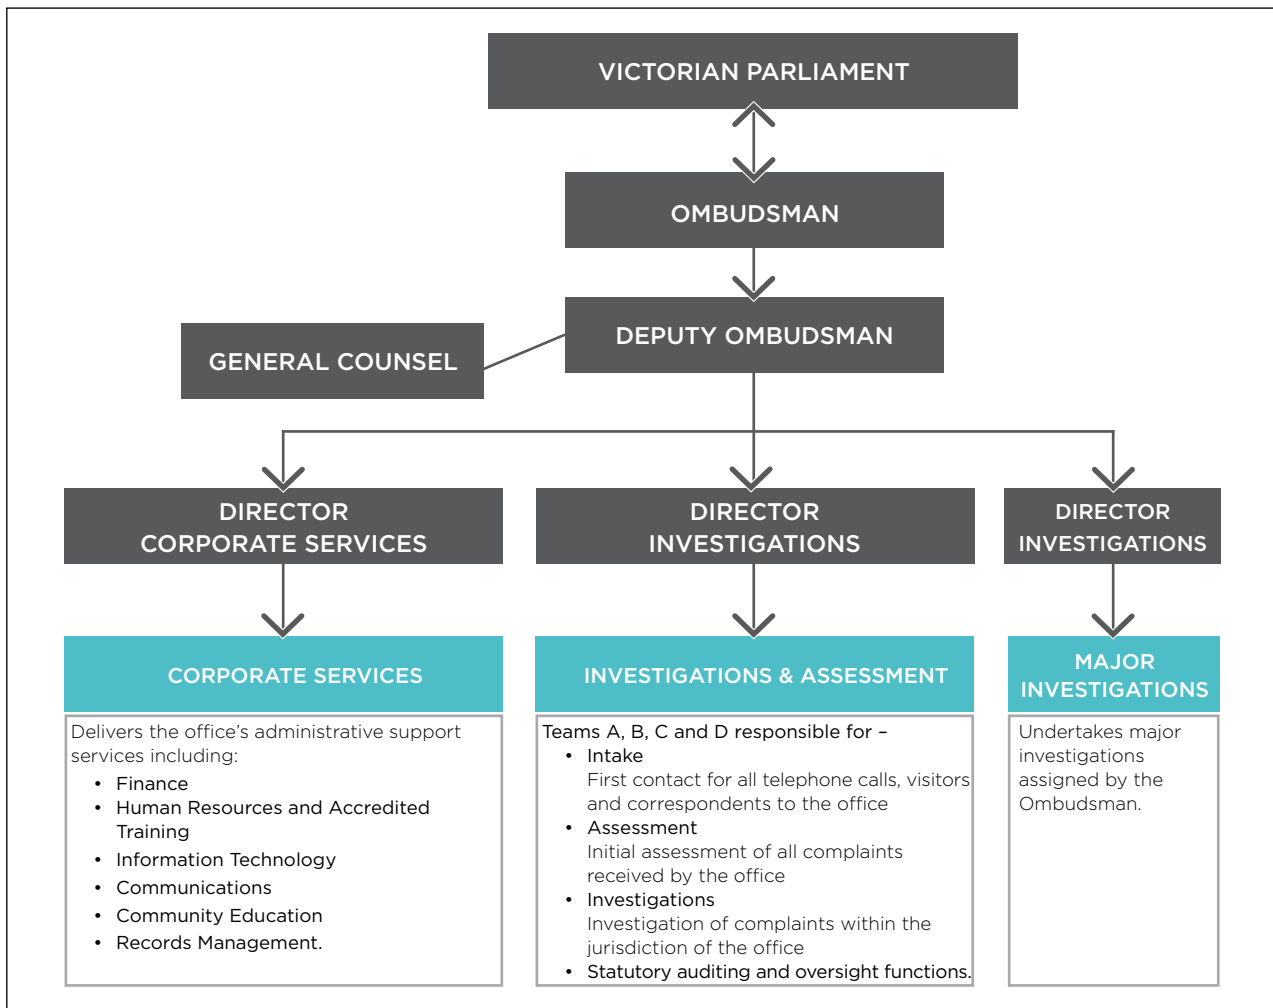 VICTORIAN PARLIAMENT
OMBUDSMAN
DEPUTY OMBUDSMAN
GENERAL COUNSEL
DIRECTOR
CORPORATE SERVICES
DIRECTOR
INVESTIGATIONS
DIRECTOR
INVESTIGATIONS
CORPORATE SERVICES
Delivers the office’s administrative support
services including:
• Finance
• Human Resources and Accredited
Training
• Information Technology
• Communications
• Community Education
• Records Management.
INVESTIGATIONS & ASSESSMENT
Teams A, B, C and D responsible for –
• Intake
First contact for all telephone calls, visitors
and correspondents to the office
• Assessment
Initial assessment of all complaints
received by the office
• Investigations
Investigation of complaints within the
jurisdiction of the office
• Statutory auditing and oversight functions.
MAJOR
INVESTIGATIONS
Undertakes major
investigations
assigned by the
Ombudsman.